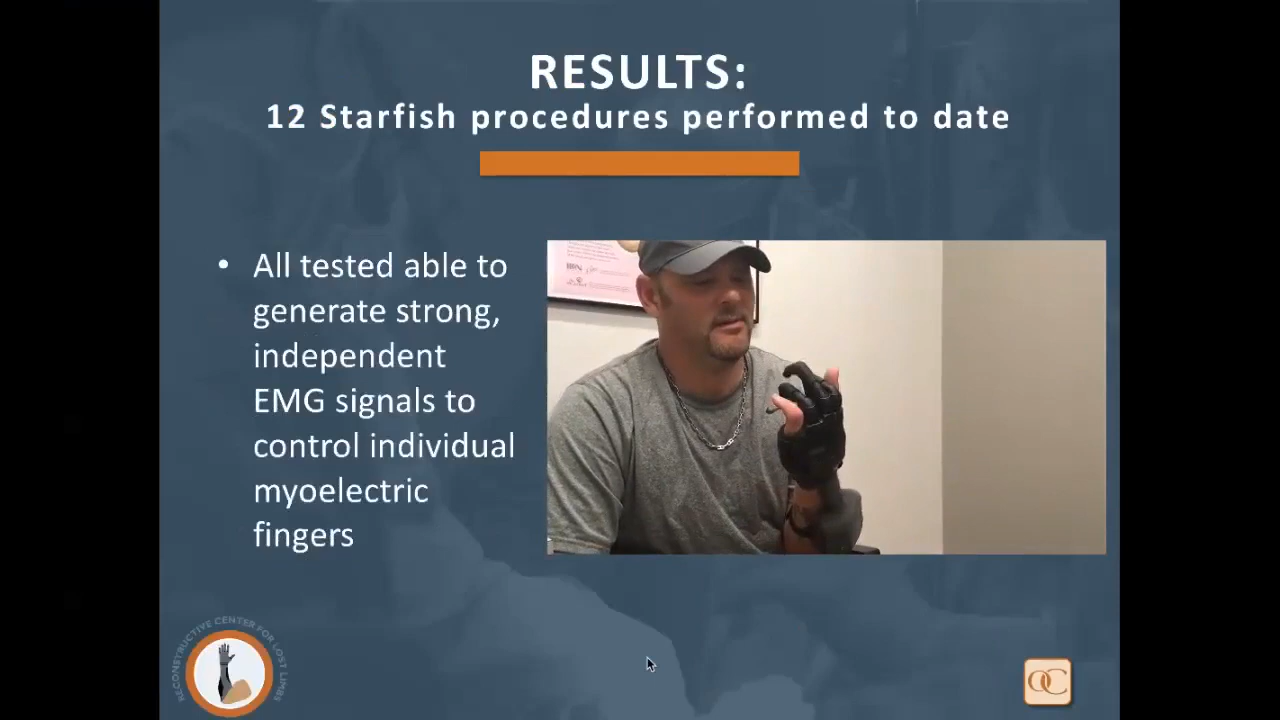 RESULTS:
12 Starfish procedures performed to date
• All tested able to
generate strong,
independent
EMG signals to
control individual
myoelectric
fingers
RECONSTRUCTIVE CENTER FOR LOST LIMBS
OC